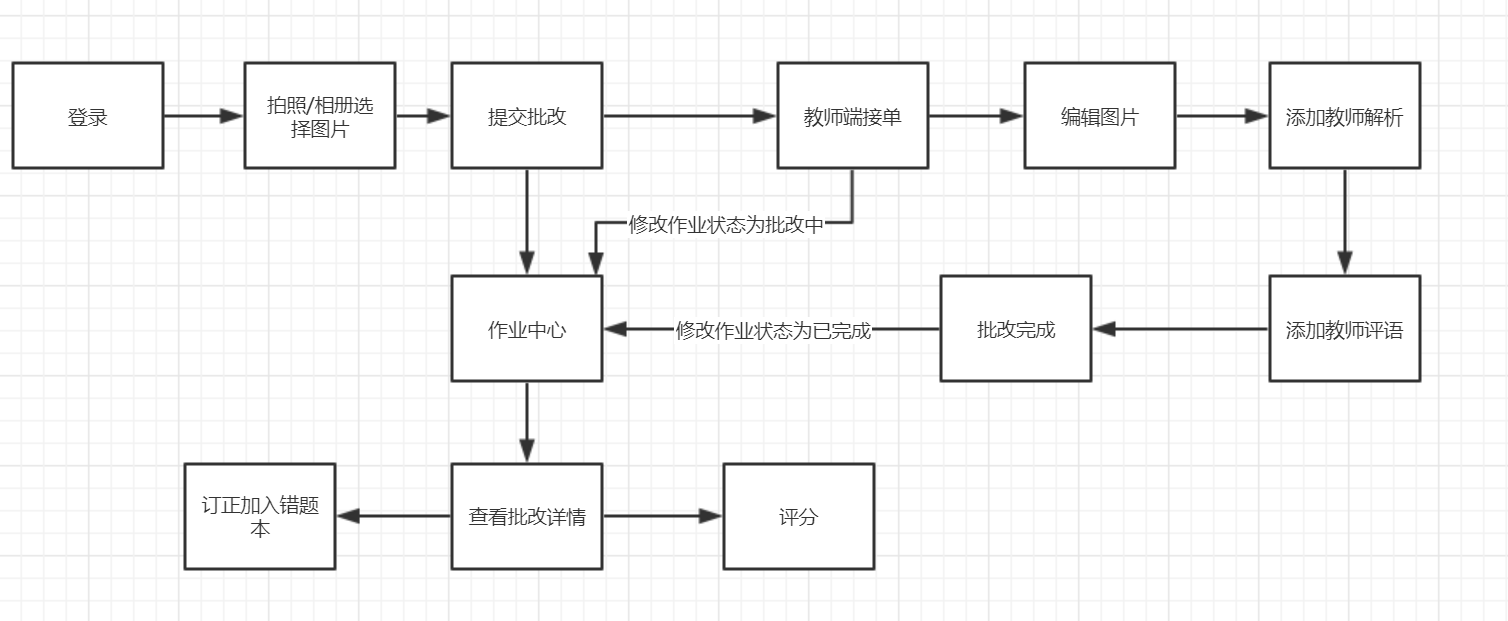 登录
拍照/相册选
择图片
提交批改
教师端接单
编辑图片
添加教师解析
修改作业状态为批改中
作业中心
修改作业状态为已完成
批改完成
添加教师评语
订正加入错题
本
查看批改详情
评分